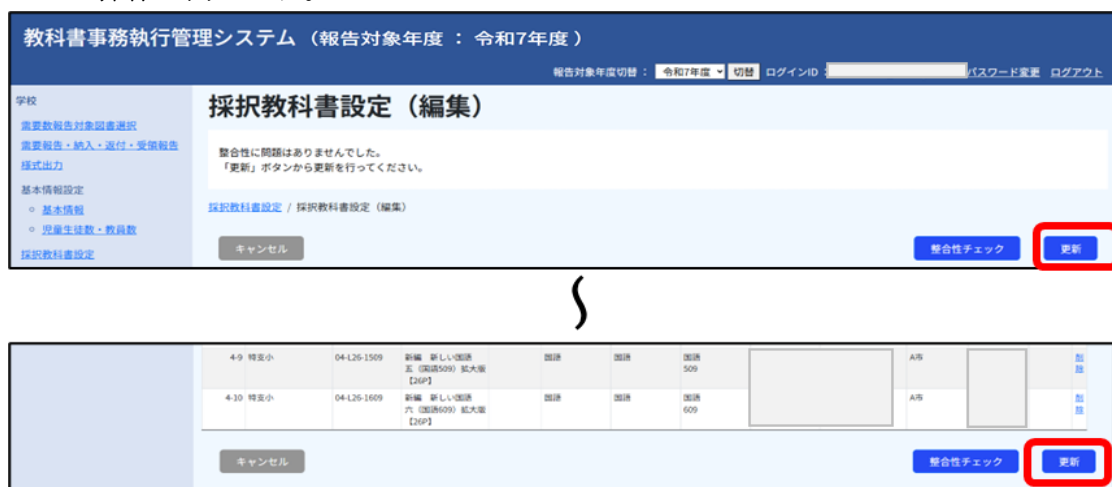 教科書事務執行管理システム（報告対象年度 ： 令和7年度）
報告対象年度切替 ： 令和7年度 切替 ログインID : パスワード変更 ログアウト
学校
需要数報告対象図書選択
需要報告・納入・返付・受領報告
様式出力
基本情報設定
基本情報
児童生徒数・教員数
採択教科書設定
採択教科書設定（編集）
整合性に問題はありませんでした。
「更新」ボタンから更新を行ってください。
採択教科書設定 / 採択教科書設定（編集）
キャンセル 整合性チェック 更新
〜
4-9 特支小 04-L26-1509 新編 新しい国語 国語 国語 国語 A市 削
五（国語509）拡大版 509 除
【26P】
4-10 特支小 04-L26-1609 新編 新しい国語 国語 国語 国語 A市 削
六（国語609）拡大版 609 除
【26P】
キャンセル 整合性チェック 更新